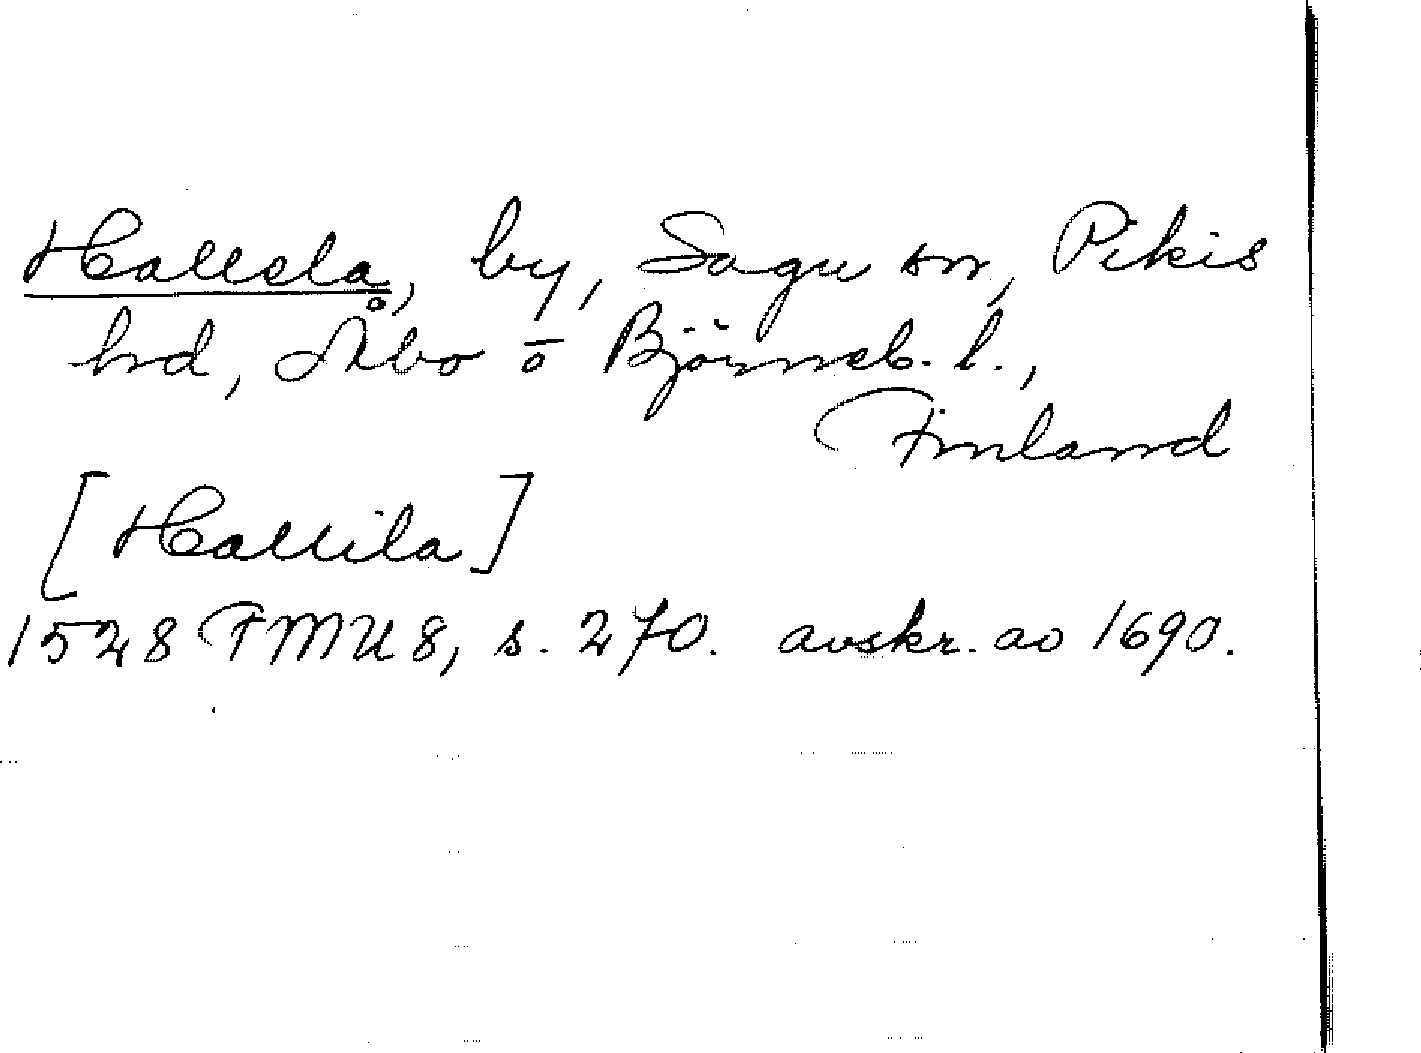 Hallela, by, Sagu sn, Pikis
hd, Åbo o Björneb. l.,
Finland
[Hallila]
1528 FMU 8, s. 270. avskr. ao 1690.